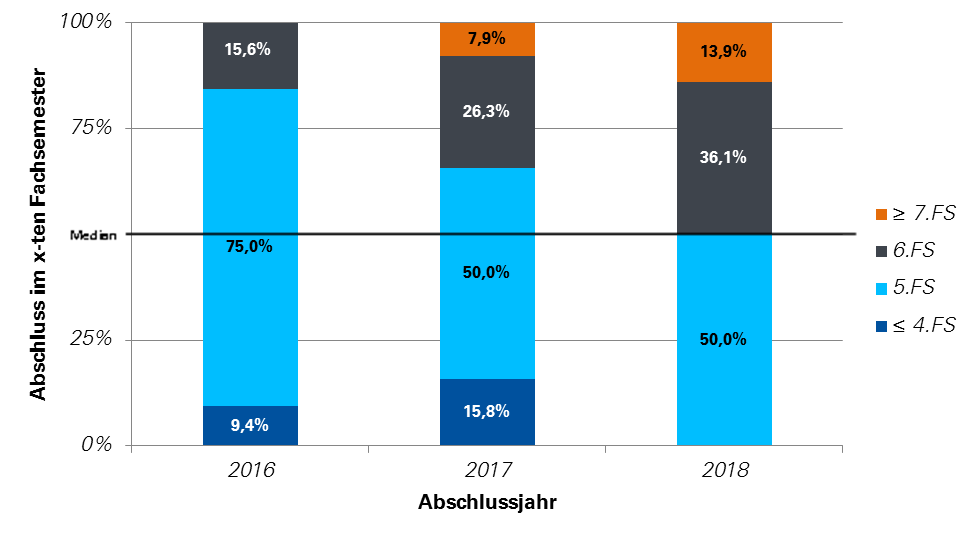 100%
75%
Median
25%
0%
Abschluss im x-ten Fachsemester
15,6%
75,0%
9,4%
7,9%
26,3%
50,0%
15,8%
13,9%
36,1%
50,0%
2016
2017
2018
Abschlussjahr
≥ 7.FS
6.FS
5.FS
≤ 4.FS